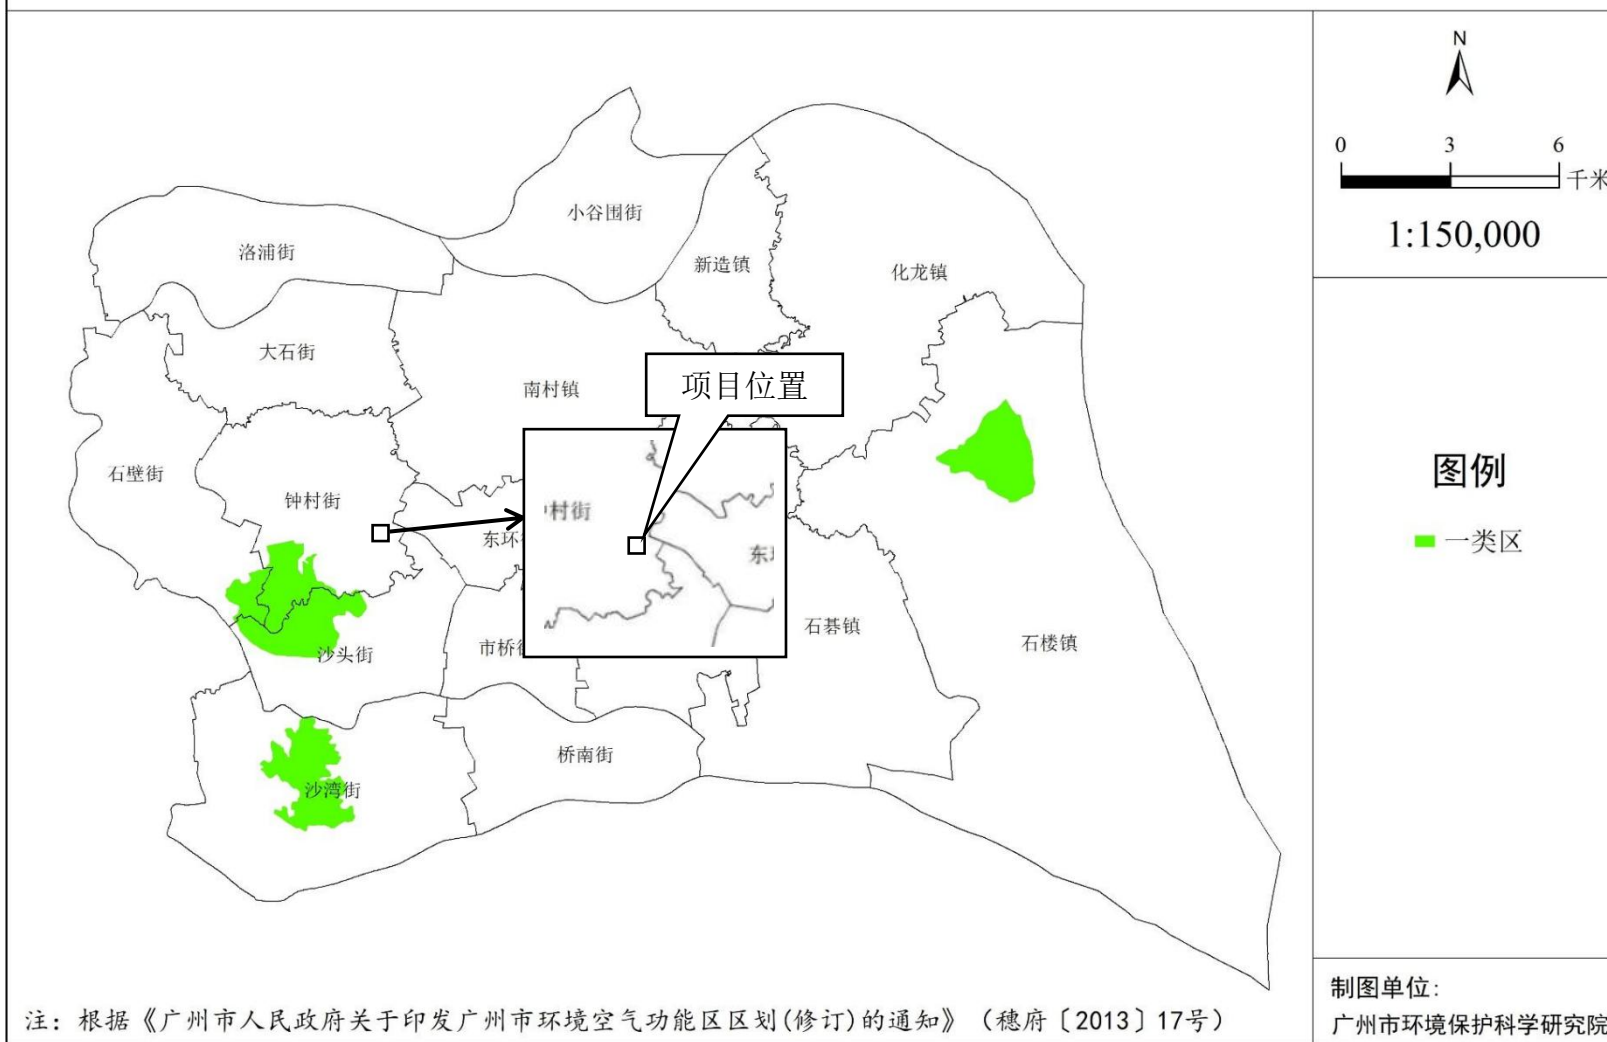 N
0 3 6
千米
1:150,000
小谷围街
洛浦街
新造镇
化龙镇
大石街
南村镇
项目位置
石壁街
钟村街
村街
东环
东
图例
一类区
石碁镇
石楼镇
沙头街
市桥
桥南街
沙湾街
制图单位:
广州市环境保护科学研究院
注: 根据《广州市人民政府关于印发广州市环境空气功能区区划(修订)的通知》(穗府〔2013〕17号)